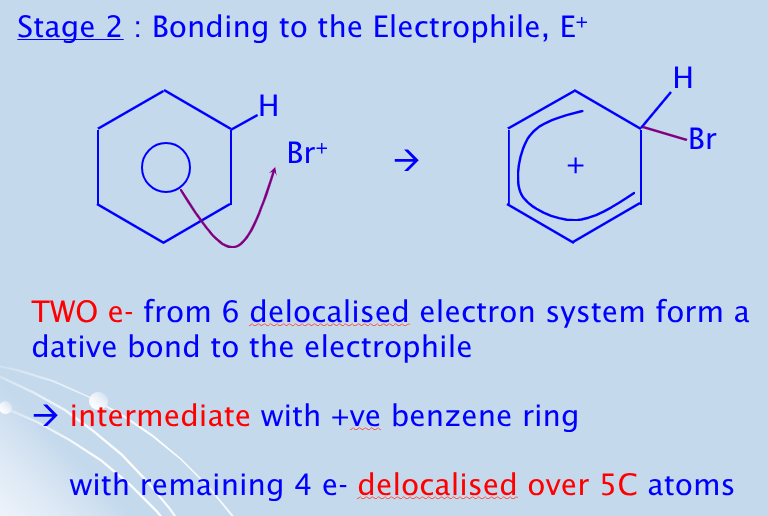 Stage 2 : Bonding to the Electrophile, E⁺
H
Br⁺
→
H
Br
+
TWO e- from 6 delocalised electron system form a
dative bond to the electrophile
→ intermediate with +ve benzene ring
with remaining 4 e- delocalised over 5C atoms